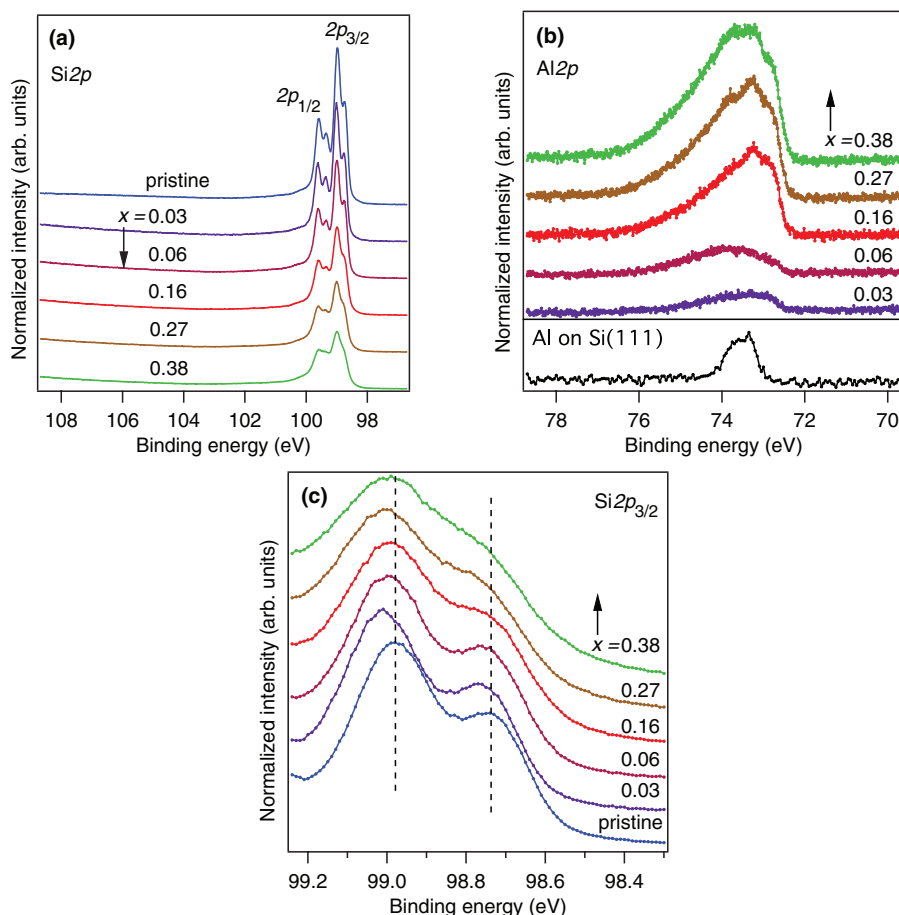 (a)
Si2p
2p3/2
2p1/2
pristine
x = 0.03
0.06
0.16
0.27
0.38
Normalized intensity (arb. units)
108 106 104 102 100 98
Binding energy (eV)
(b)
Al2p
x = 0.38
0.27
0.16
0.06
0.03
Al on Si(111)
Normalized intensity (arb. units)
78 76 74 72 70
Binding energy (eV)
(c)
Si2p3/2
x = 0.38
0.27
0.16
0.06
0.03
pristine
Normalized intensity (arb. units)
99.2 99.0 98.8 98.6 98.4
Binding energy (eV)